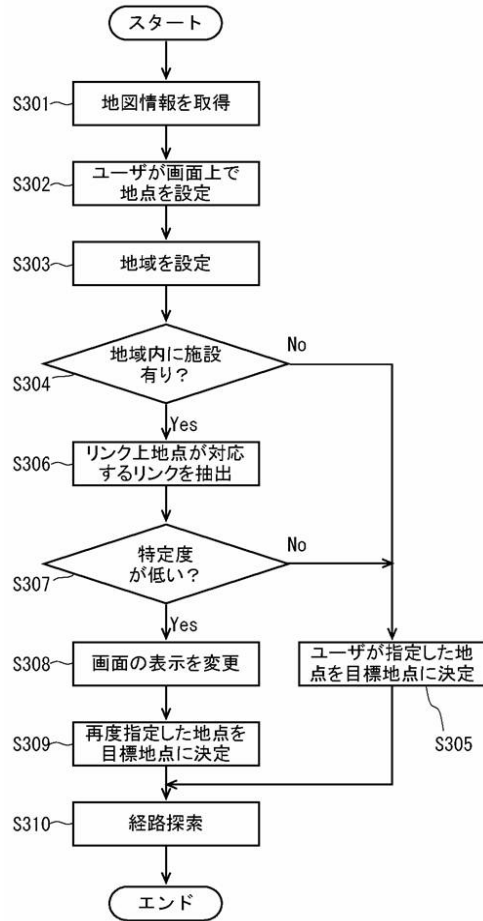 スタート
S301
地図情報を取得
S302
ユーザが画面上で
地点を設定
S303
地域を設定
S304
地域内に施設
有り？
No
Yes
S306
リンク上地点が対応
するリンクを抽出
S307
特定度
が低い？
No
Yes
S308
画面の表示を変更
ユーザが指定した地
点を目標地点に決定
S305
S309
再度指定した地点を
目標地点に決定
S310
経路探索
エンド